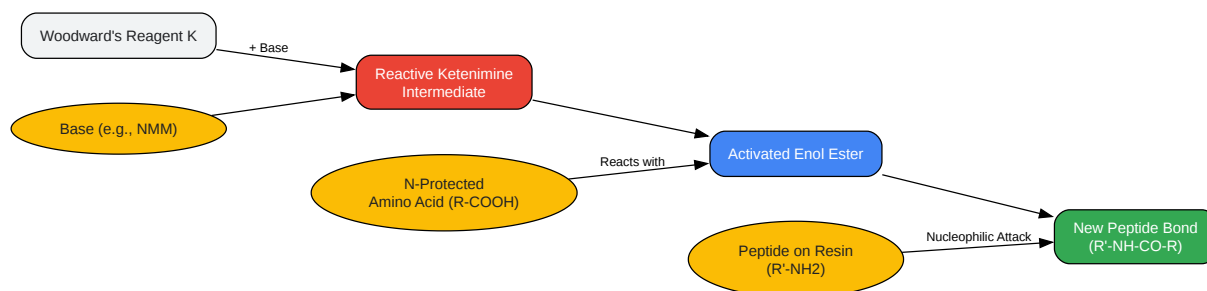 Woodward's Reagent K
+ Base
Reactive Ketenimine
Intermediate
Base (e.g., NMM)
Activated Enol Ester
Reacts with
N-Protected
Amino Acid (R-COOH)
New Peptide Bond
(R'-NH-CO-R)
Nucleophilic Attack
Peptide on Resin
(R'-NH2)